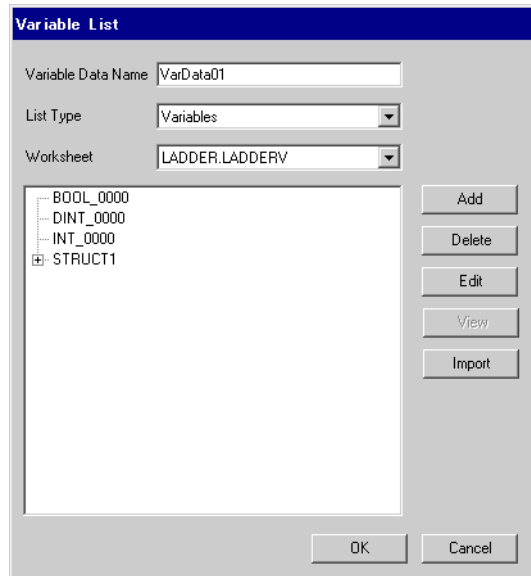 Variable List
Variable Data Name VarData01
List Type Variables
Worksheet LADDER.LADDERV
BOOL_0000
DINT_0000
INT_0000
STRUCT1
Add
Delete
Edit
View
Import
OK Cancel